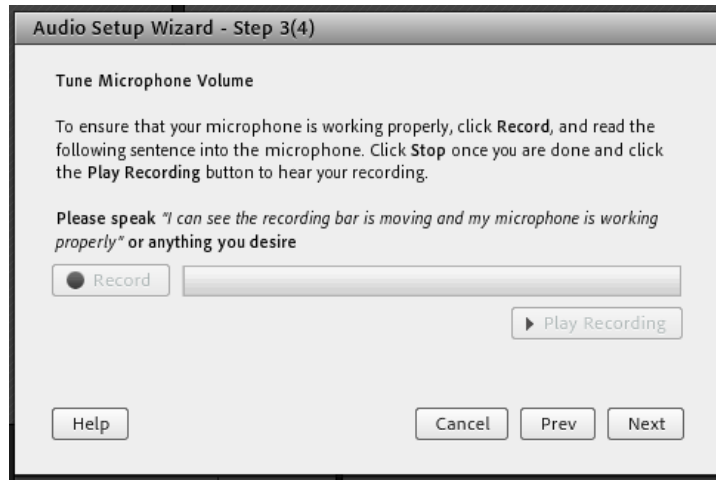 Audio Setup Wizard - Step 3(4)
Tune Microphone Volume
To ensure that your microphone is working properly, click Record, and read the
following sentence into the microphone. Click Stop once you are done and click
the Play Recording button to hear your recording.
Please speak "I can see the recording bar is moving and my microphone is working
properly" or anything you desire
Record
Play Recording
Help
Cancel
Prev
Next